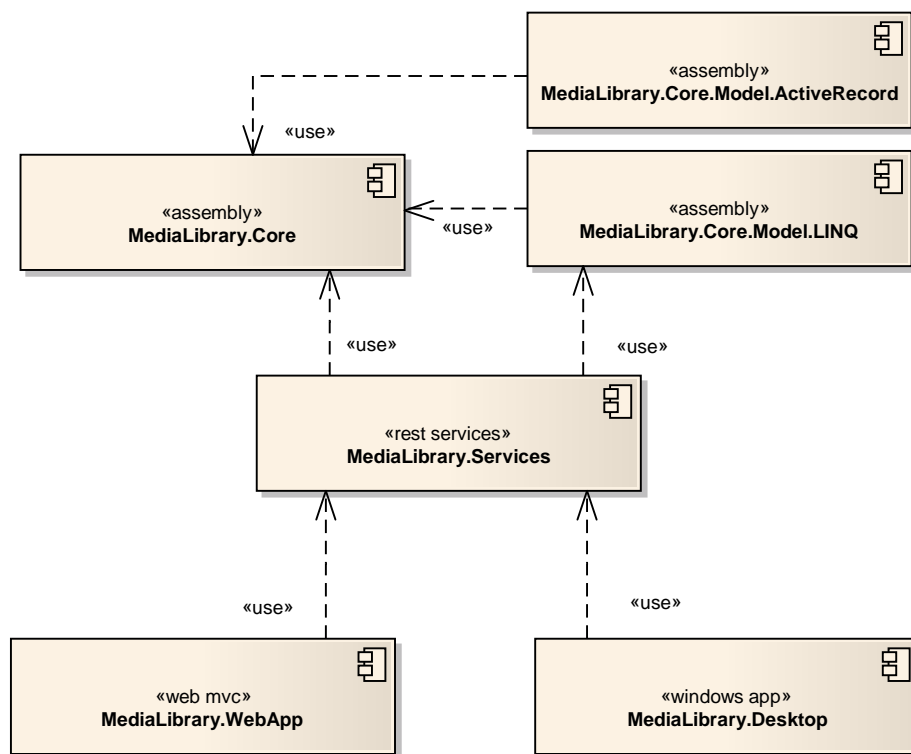 «assembly»
MediaLibrary.Core.Model.ActiveRecord
«use»
«assembly»
MediaLibrary.Core
«use»
«assembly»
MediaLibrary.Core.Model.LINQ
«use»
«use»
«rest services»
MediaLibrary.Services
«use»
«use»
«web mvc»
MediaLibrary.WebApp
«windows app»
MediaLibrary.Desktop